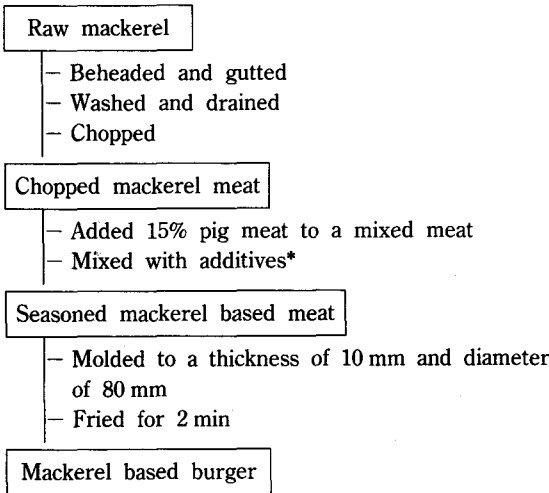 Raw mackerel
– Beheaded and gutted
– Washed and drained
– Chopped
Chopped mackerel meat
– Added 15% pig meat to a mixed meat
– Mixed with additives*
Seasoned mackerel based meat
– Molded to a thickness of 10 mm and diameter
of 80 mm
– Fried for 2 min
Mackerel based burger